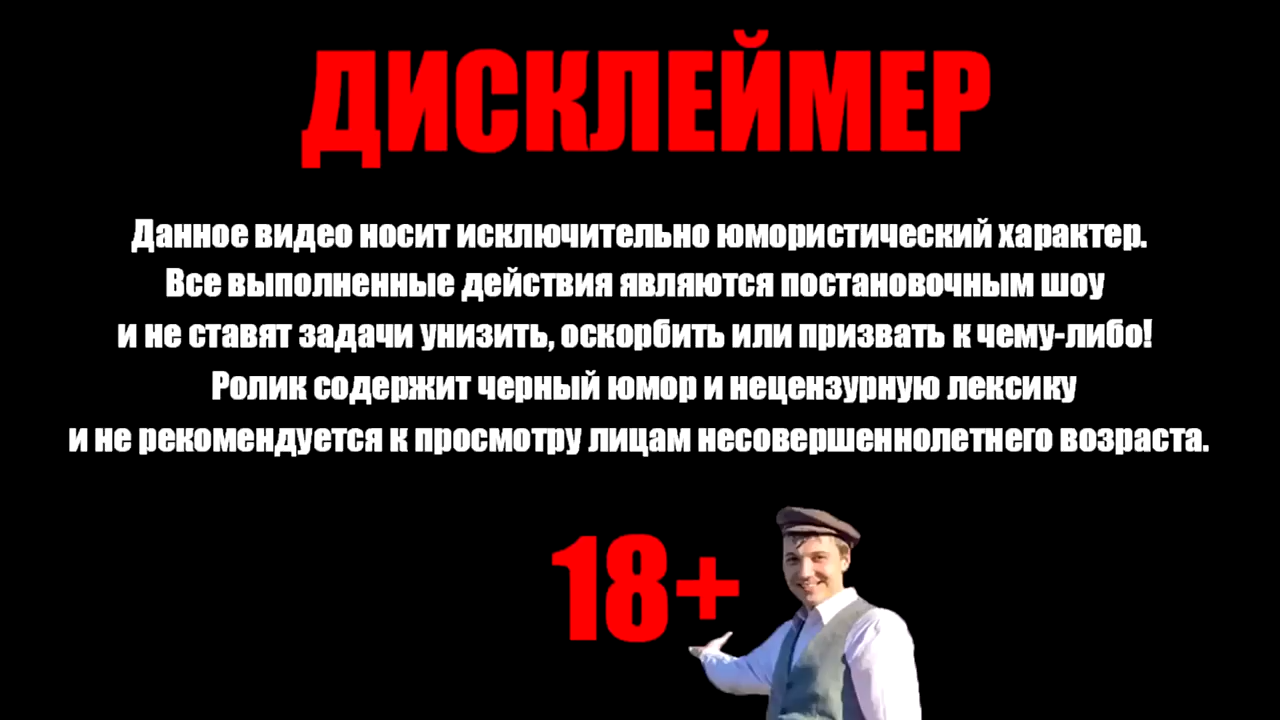 ДИСКЛЕЙМЕР
Данное видео носит исключительно юмористический характер.
Все выполненные действия являются постановочным шоу
и не ставят задачи унизить, оскорбить или призвать к чему-либо!
Ролик содержит черный юмор и нецензурную лексику
и не рекомендуется к просмотру лицам несовершеннолетнего возраста.
18+